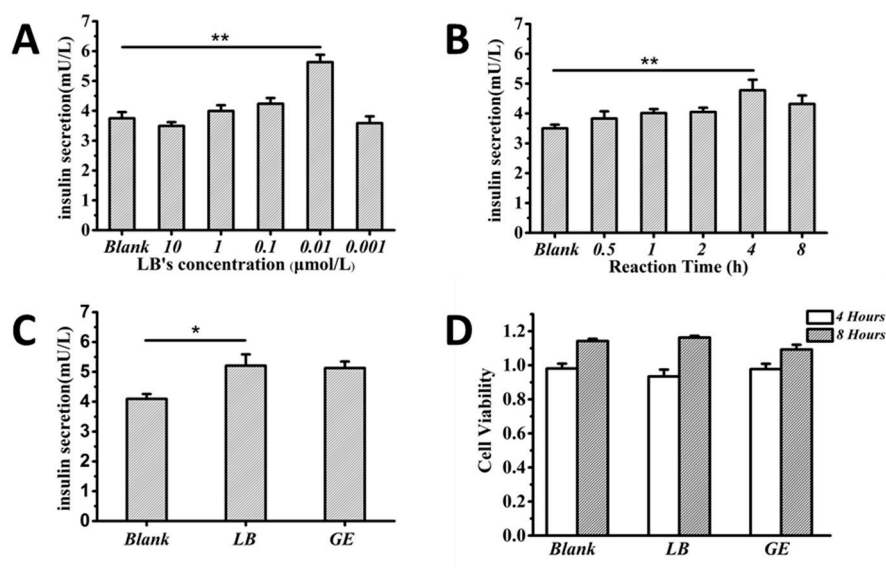 A
insulin secretion(mU/L)
7
6
5
4
3
2
1
0
**
Blank 10 1 0.1 0.01 0.001
LB's concentration (μmol/L)
B
insulin secretion(mU/L)
7
6
5
4
3
2
1
0
**
Blank 0.5 1 2 4 8
Reaction Time (h)
C
insulin secretion(mU/L)
7
6
5
4
3
2
1
0
*
Blank LB GE
D
Cell Viability
1.2
1.0
0.8
0.6
0.4
0.2
0.0
4 Hours
8 Hours
Blank LB GE